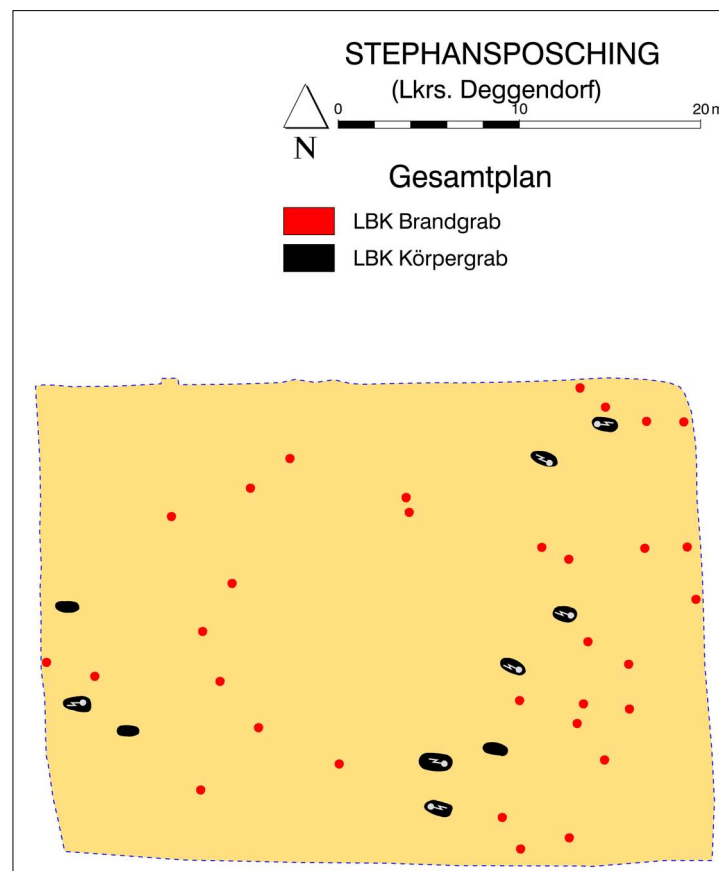 STEPHANSPOSCHING
(Lkrs. Deggendorf)
0 10 20 m
N
Gesamtplan
LBK Brandgrab
LBK Körpergrab